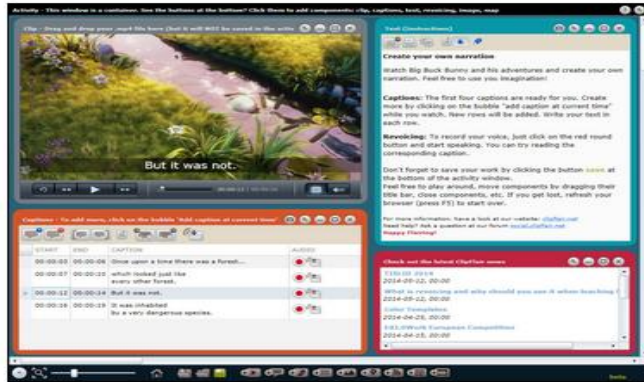 Activity - This window is a container. See the buttons at the bottom? Click them to add components: clip, captions, text, revoicing, image, map
Clip - Drag and drop your .mp4 file here (but it will NOT be saved in the activ
But it was not.
Text (Instructions)
Create your own narration
Watch Big Buck Bunny and his adventures and create your own
narration. Feel free to use you imagination!
Captions: The first four captions are ready for you. Create
more by clicking on the bubble "add caption at current time"
while you watch. New rows will be added. Write your text in
each row.
Revoicing: To record your voice, just click on the red round
button and start speaking. You can try reading the
corresponding caption.
Don't forget to save your work by clicking the button save at
the bottom of the activity window.
Feel free to play around, move components by dragging their
title bar, close components, etc. If you get lost, refresh your
browser (press F5) to start over.
For more information, have a look at our website: clipflair.net
Need help? Ask a question at our forum social.clipflair.net
Happy Flairing!
Captions - To add more, click on the bubble 'Add caption at current time'
START END CAPTION AUDIO
00:00:03 00:00:06 Once upon a time there was a forest...
00:00:07 00:00:10 which looked just like
every other forest.
00:00:12 00:00:14 But it was not.
00:00:16 00:00:19 It was inhabited
by a very dangerous species.
Check out the latest ClipFlair news
2014-05-12, 00:00
What is revoicing and why should you use it when teaching
2014-05-12, 00:00
Color Templates
2014-04-25, 00:00
European Competition
2014-04-15, 00:00
beta